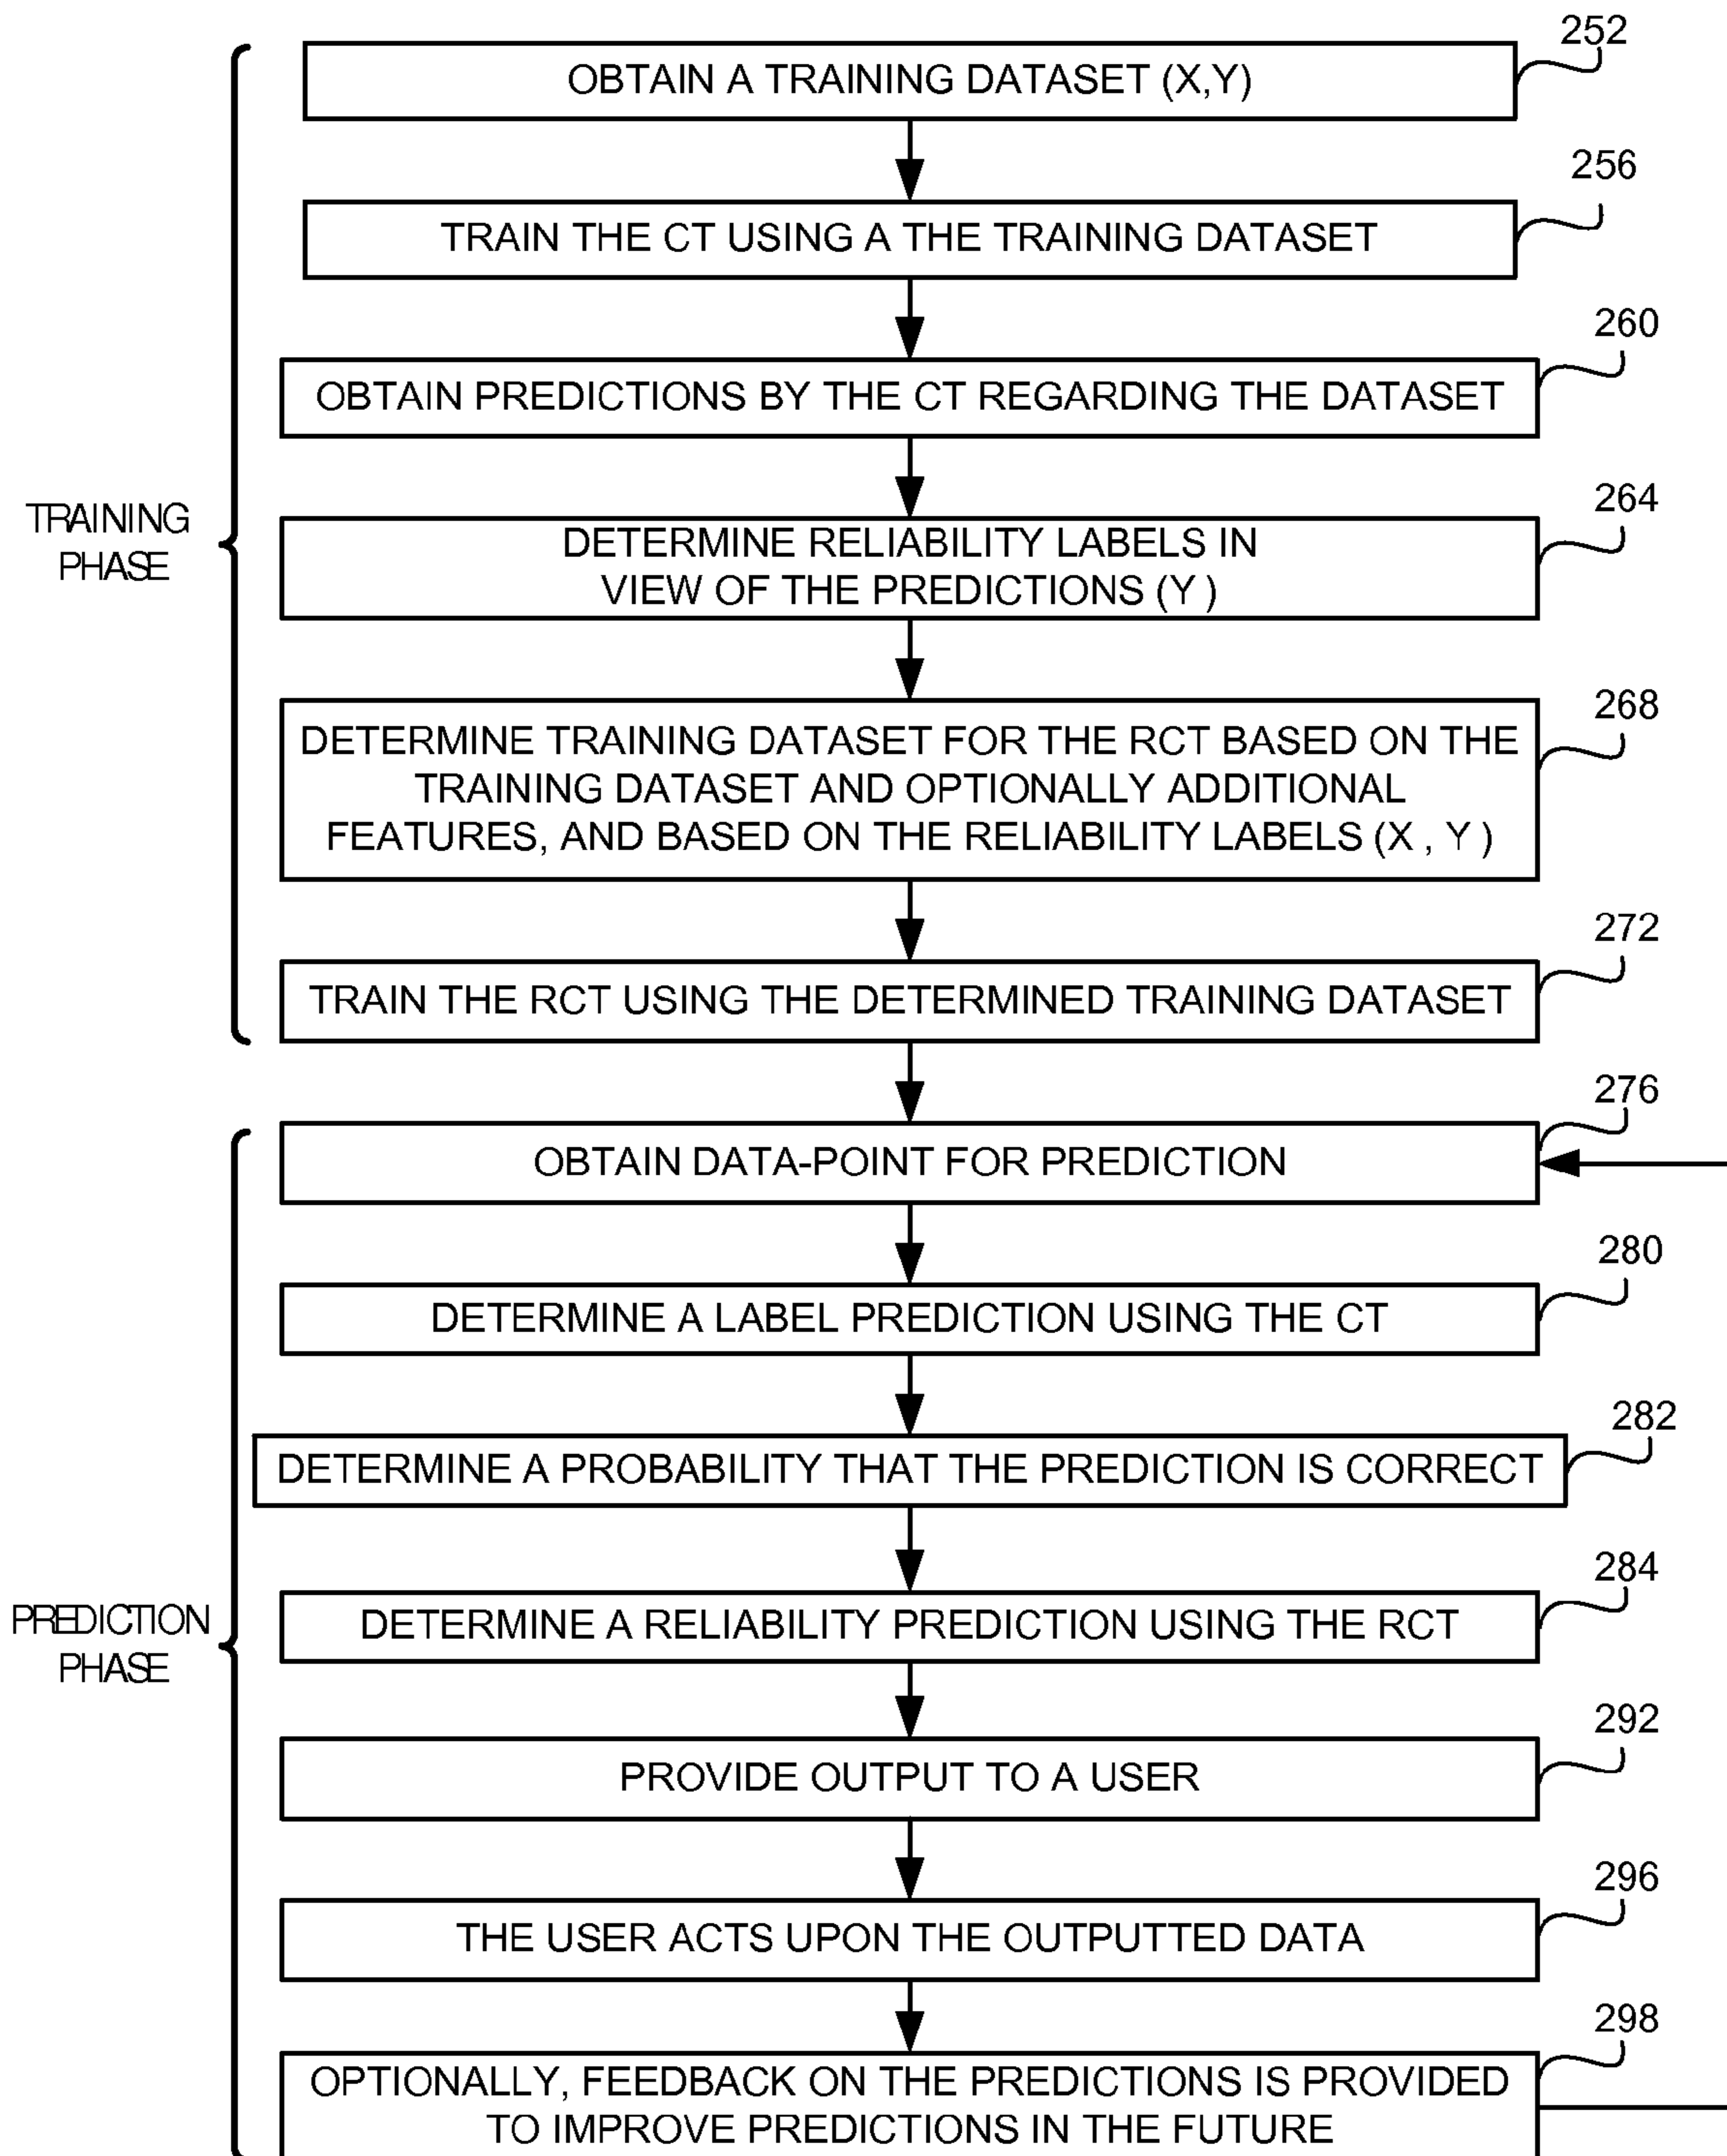 252
OBTAIN A TRAINING DATASET (X,Y)
256
TRAIN THE CT USING A THE TRAINING DATASET
260
OBTAIN PREDICTIONS BY THE CT REGARDING THE DATASET
264
TRAINING
PHASE
DETERMINE RELIABILITY LABELS IN
VIEW OF THE PREDICTIONS (Y )
268
DETERMINE TRAINING DATASET FOR THE RCT BASED ON THE
TRAINING DATASET AND OPTIONALLY ADDITIONAL
FEATURES, AND BASED ON THE RELIABILITY LABELS (X , Y )
272
TRAIN THE RCT USING THE DETERMINED TRAINING DATASET
276
OBTAIN DATA-POINT FOR PREDICTION
280
DETERMINE A LABEL PREDICTION USING THE CT
282
DETERMINE A PROBABILITY THAT THE PREDICTION IS CORRECT
284
PREDICTION
PHASE
DETERMINE A RELIABILITY PREDICTION USING THE RCT
292
PROVIDE OUTPUT TO A USER
296
THE USER ACTS UPON THE OUTPUTTED DATA
298
OPTIONALLY, FEEDBACK ON THE PREDICTIONS IS PROVIDED
TO IMPROVE PREDICTIONS IN THE FUTURE